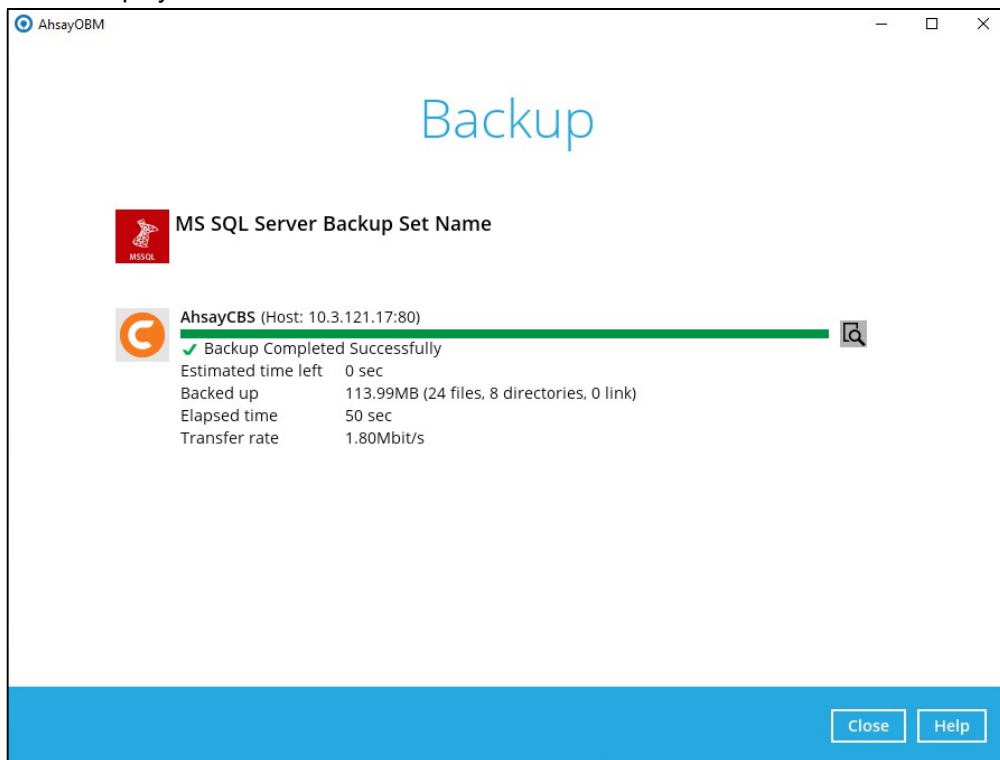 AhsayOBM
Backup
MS SQL Server Backup Set Name
MSSQL
AhsayCBS (Host: 10.3.121.17:80)
Backup Completed Successfully
Estimated time left 0 sec
Backed up 113.99MB (24 files, 8 directories, 0 link)
Elapsed time 50 sec
Transfer rate 1.80Mbit/s
Close Help